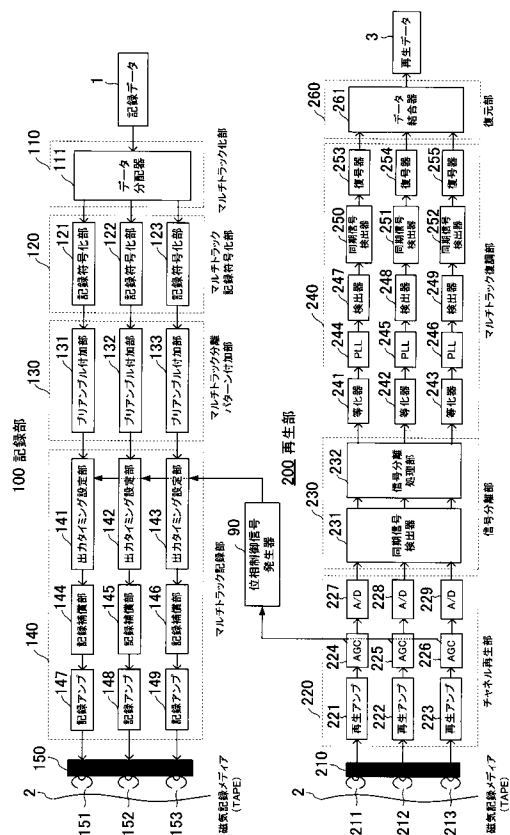 100 記録部
1
記録データ
110
111
データ
分配器
マルチトラック化部
120
121
記録符号化部
122
記録符号化部
123
記録符号化部
マルチトラック
記録符号化部
130
131
プリアンブル付加部
132
プリアンブル付加部
133
プリアンブル付加部
マルチトラック分離
パターン付加部
140
141
出力タイミング設定部
142
出力タイミング設定部
143
出力タイミング設定部
144
記録補償部
145
記録補償部
146
記録補償部
147
記録アンプ
148
記録アンプ
149
記録アンプ
マルチトラック記録部
150
2
151
152
153
磁気記録メディア
(TAPE)
90
位相制御信号
発生器
200 再生部
210
2
211
212
213
磁気記録メディア
(TAPE)
220
221
再生アンプ
222
再生アンプ
223
再生アンプ
224
AGC
225
AGC
226
AGC
227
A/D
228
A/D
229
A/D
チャネル再生部
230
231
同期信号
検出器
232
信号分離
処理部
信号分離部
240
241
等化器
242
等化器
243
等化器
244
PLL
245
PLL
246
PLL
247
検出器
248
検出器
249
検出器
250
同期信号
検出器
251
同期信号
検出器
252
同期信号
検出器
253
復号器
254
復号器
255
復号器
マルチトラック復調部
260
261
データ
結合器
復元部
3
再生データ